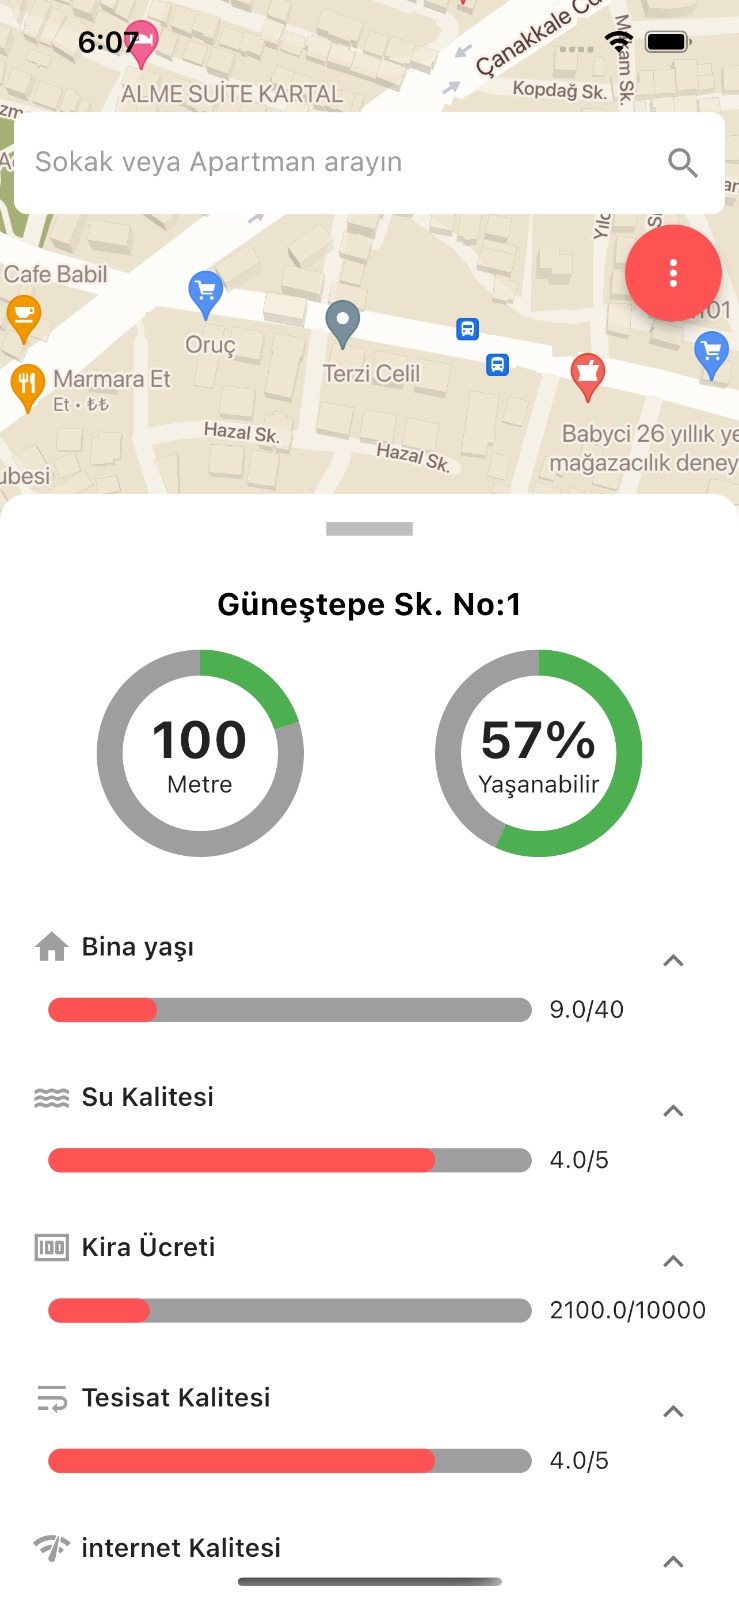 6:07
Çanakkale
ALME SUİTE KARTAL
Kopdağ Sk.
Sokak veya Apartman arayın
Cafe Babil
Oruç
Terzi Celil
Marmara Et
Et • ₺₺
Hazal Sk.
Hazal Sk.
Babyci 26 yıllık
mağazacılık deney
ubesi
Güneştepe Sk. No:1
100
Metre
57%
Yaşanabilir
Bina yaşı
9.0/40
Su Kalitesi
4.0/5
Kira Ücreti
2100.0/10000
Tesisat Kalitesi
4.0/5
internet Kalitesi